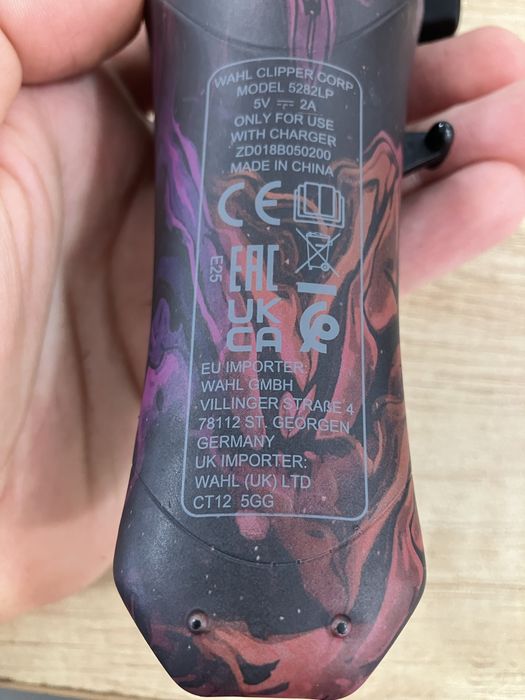 WAHL CLIPPER CORP
MODEL 5282LP
5V ⎓ 2A
ONLY FOR USE
WITH CHARGER
ZD018B050200
MADE IN CHINA
CE
E25
EAC
UK
CA
EU IMPORTER:
WAHL GMBH
VILLINGER STRAßE 4
78112 ST. GEORGEN
GERMANY
UK IMPORTER:
WAHL (UK) LTD
CT12 5GG